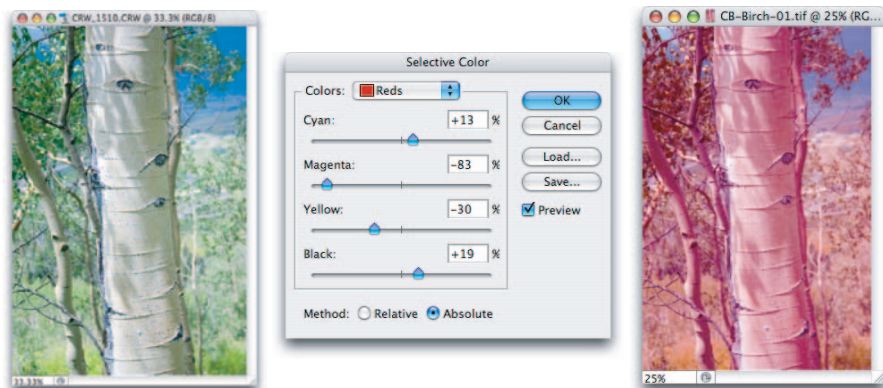 CRW_1510.CRW @ 33.3% (RGB/8)
33.33%
Selective Color
Colors: Reds
Cyan: +13 %
Magenta: -83 %
Yellow: -30 %
Black: +19 %
Method: Relative Absolute
OK
Cancel
Load...
Save...
Preview
CB-Birch-01.tif @ 25% (RG...
25%